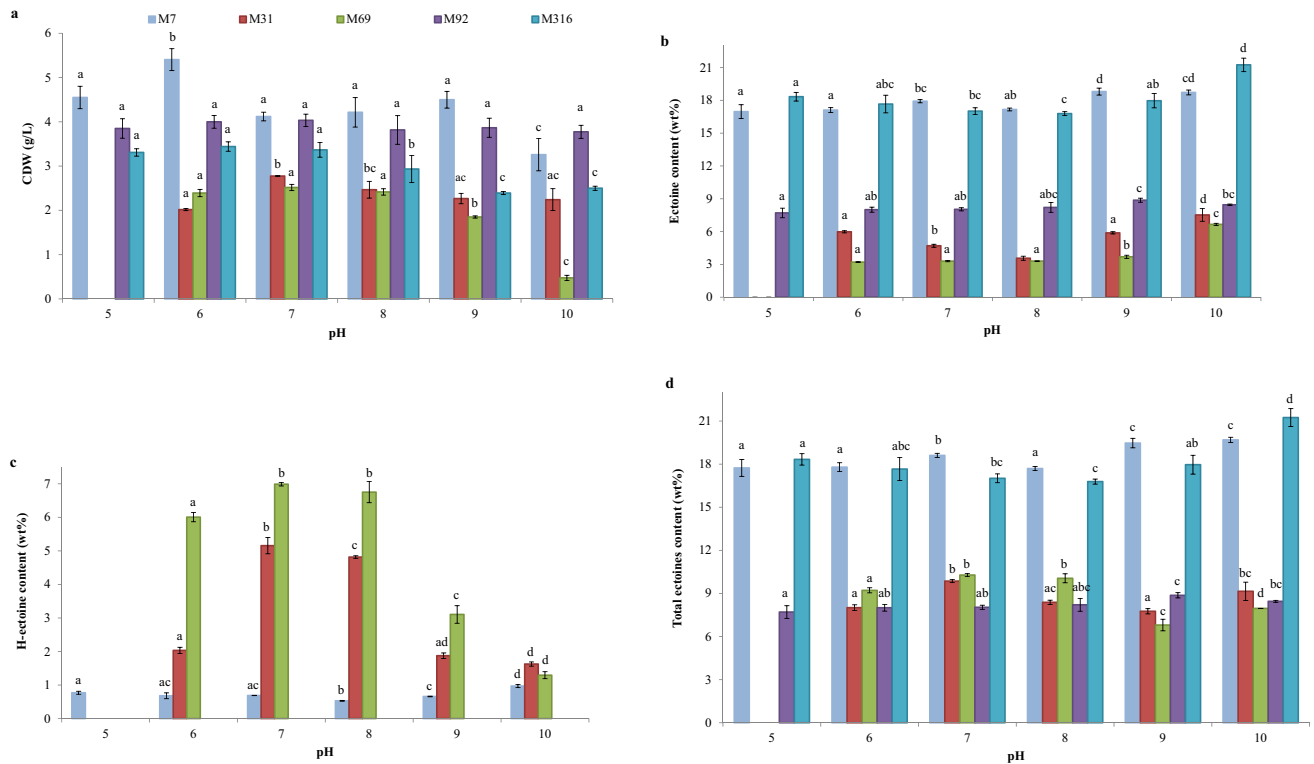 a
M7 M31 M69 M92 M316
6
5
4
3
2
1
0
CDW (g/L)
a b a a a c
a a a a a a
a a a b c c
a b bc ac ac
a a a b c
5 6 7 8 9 10
pH
b
21
18
15
12
9
6
3
0
Ectoine content (wt%)
a a bc ab d cd
a abc bc c ab d
a ab ab abc c bc
a b c a d
a a a b c
5 6 7 8 9 10
pH
c
7
6
5
4
3
2
1
0
H-ectoine content (wt%)
a ac ac b c d
a b c ad d
a b b c d
5 6 7 8 9 10
pH
d
21
18
15
12
9
6
3
0
Total ectoines content (wt%)
a a b a c c
a abc bc c ab d
a ab ab abc c bc
a b ac a bc
a b b c d
5 6 7 8 9 10
pH